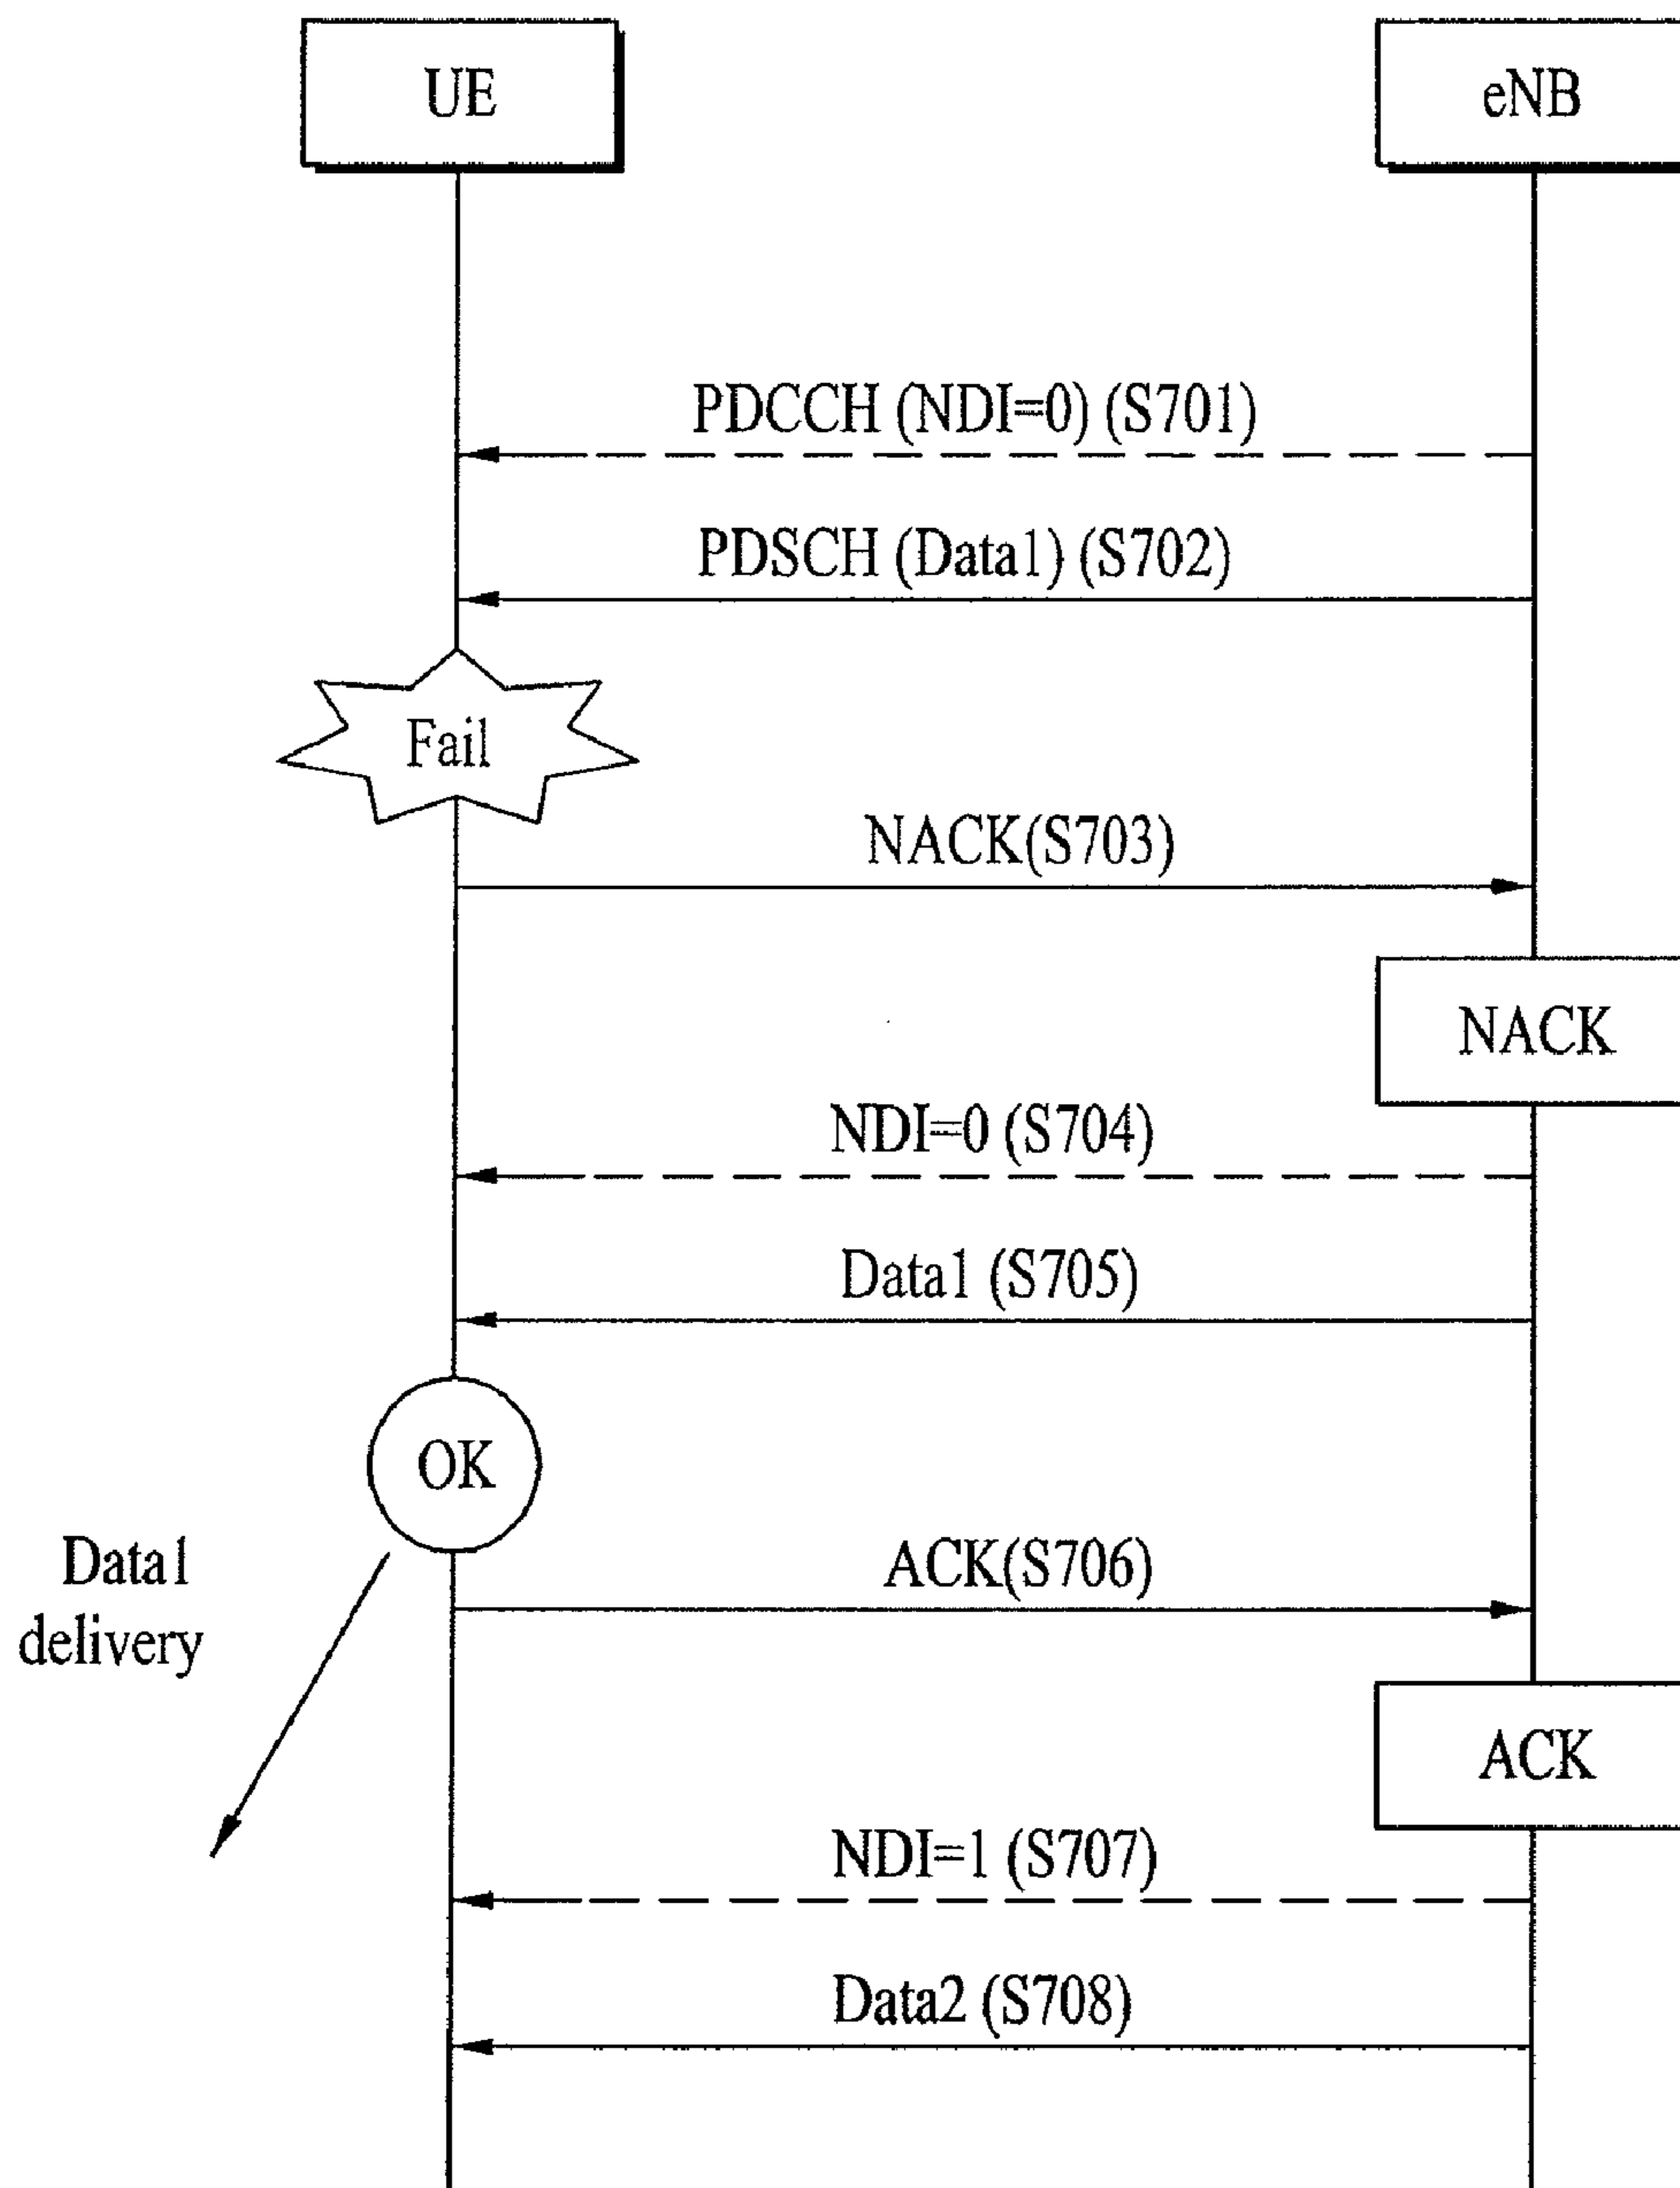 UE
eNB
PDCCH (NDI=0) (S701)
PDSCH (Data1) (S702)
Fail
NACK(S703)
NACK
NDI=0 (S704)
Data1 (S705)
OK
Data1
delivery
ACK(S706)
ACK
NDI=1 (S707)
Data2 (S708)